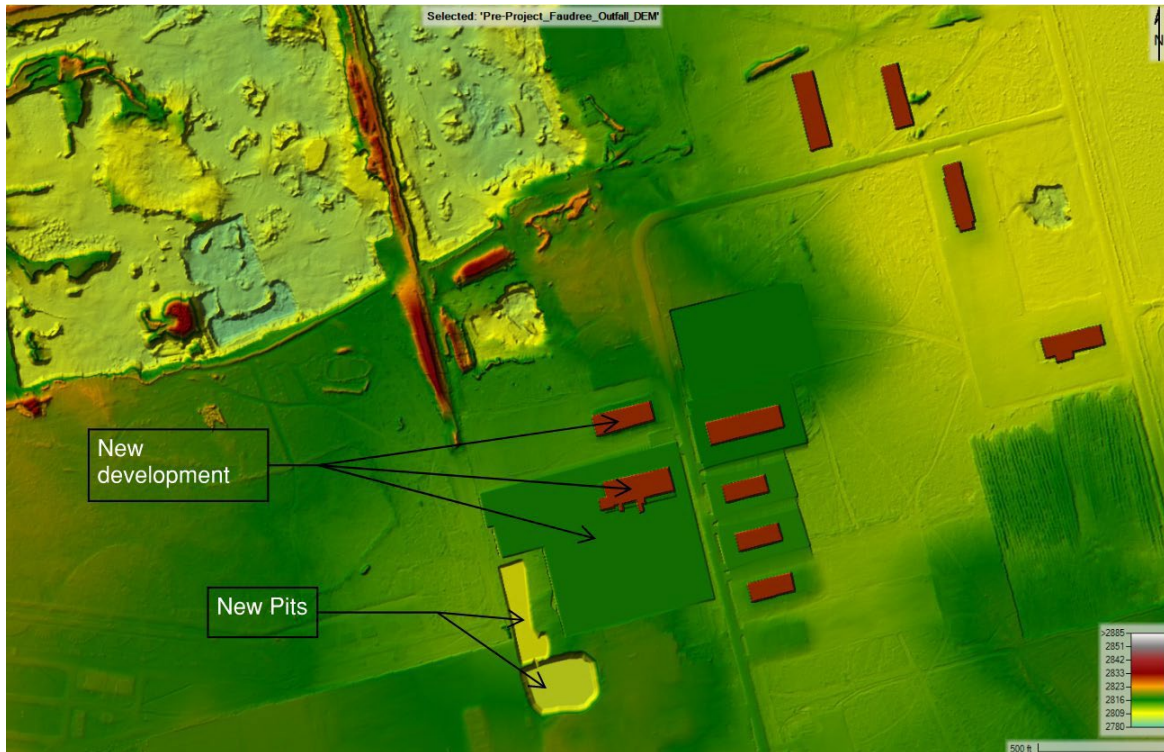 Selected: 'Pre-Project_Faudree_Outfall_DEM'
N
New
development
New Pits
>2885
2851
2842
2833
2823
2816
2809
2780
500 ft